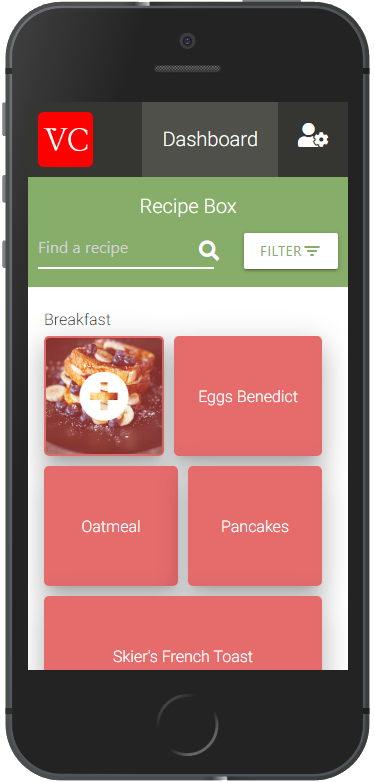 VC
Dashboard
Recipe Box
Find a recipe
FILTER
Breakfast
Eggs Benedict
Oatmeal
Pancakes
Skier's French Toast